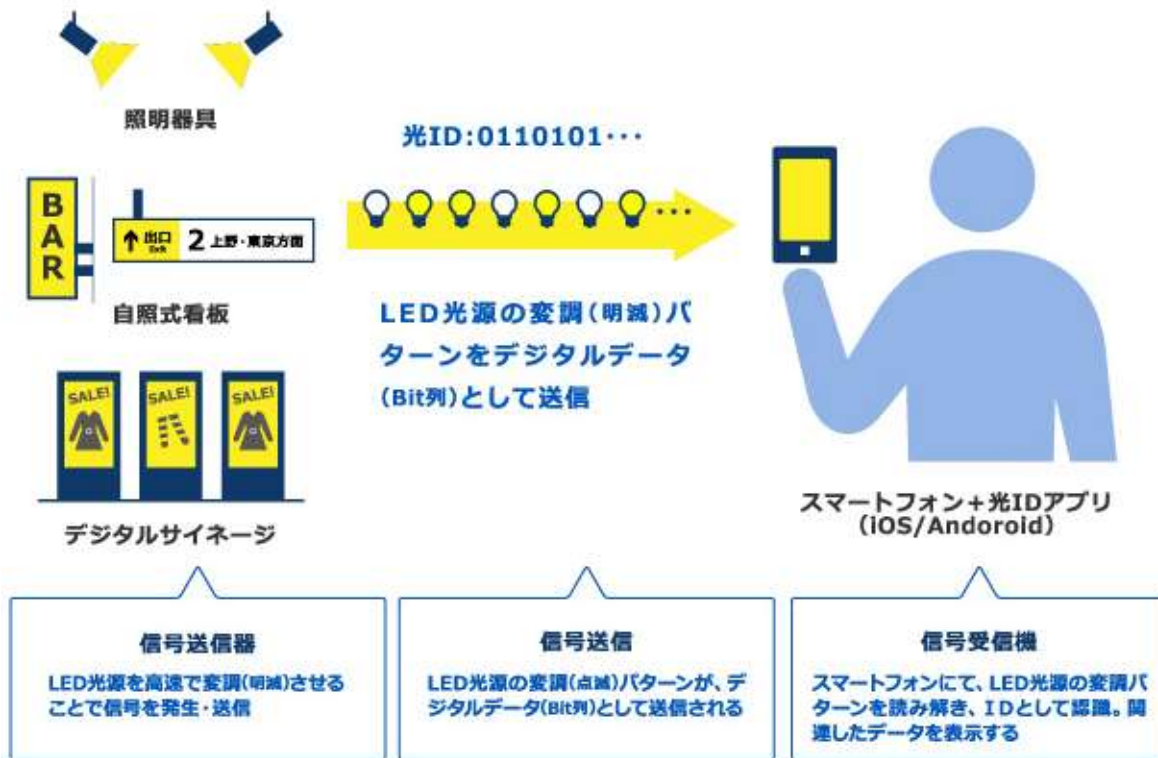 照明器具
光ID:0110101･･･
BAR
↑出口 Exit 2 上野・東京方面
自照式看板
LED光源の変調(明滅)パ
ターンをデジタルデータ
(Bit列)として送信
SALE!
SALE!
SALE!
デジタルサイネージ
スマートフォン+光IDアプリ
(iOS/Andoroid)
信号送信器
LED光源を高速で変調(明滅)させる
ことで信号を発生・送信
信号送信
LED光源の変調(点滅)パターンが、デ
ジタルデータ(Bit列)として送信される
信号受信機
スマートフォンにて、LED光源の変調パ
ターンを読み解き、IDとして認識。関
連したデータを表示する